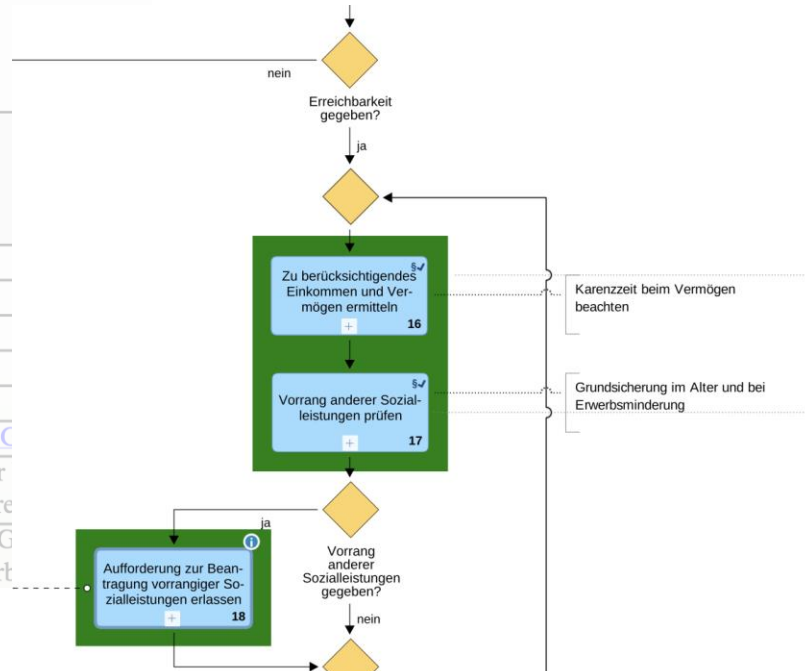 nein
Erreichbarkeit
gegeben?
ja
§
Zu berücksichtigendes
Einkommen und Ver-
mögen ermitteln
+
16
Karenzzeit beim Vermögen
beachten
§
Vorrang anderer Sozial-
leistungen prüfen
+
17
Grundsicherung im Alter und bei
Erwerbsminderung
ja
Vorrang
anderer
Sozialleistungen
gegeben?
i
Aufforderung zur Bean-
tragung vorrangiger So-
zialleistungen erlassen
+
18
nein